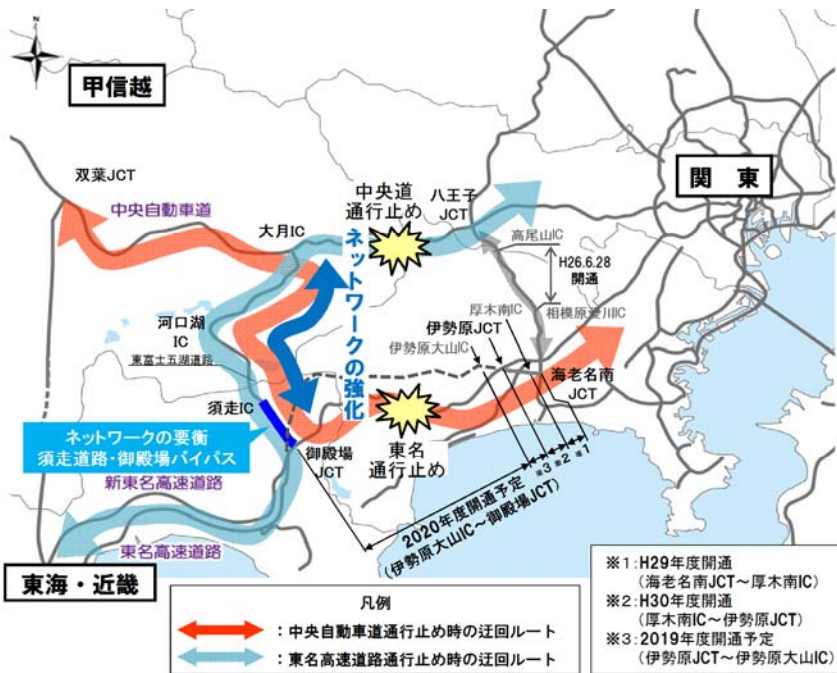 N
甲信越
関 東
双葉JCT
中央自動車道
大月IC
中央道
通行止め
八王子
JCT
高尾山IC
H26.6.28
開通
相模原愛川IC
厚木南IC
伊勢原JCT
伊勢原大山IC
海老名南
JCT
ネットワークの強化
河口湖
IC
東富士五湖道路
須走IC
ネットワークの要衝
須走道路・御殿場バイパス
御殿場
JCT
東名
通行止め
新東名高速道路
東名高速道路
※3
※2
※1
2020年度開通予定
(伊勢原大山IC～御殿場JCT)
東海・近畿
凡例
：中央自動車道通行止め時の迂回ルート
：東名高速道路通行止め時の迂回ルート
※1：H29年度開通
(海老名南JCT～厚木南IC)
※2：H30年度開通
(厚木南IC～伊勢原JCT)
※3：2019年度開通予定
(伊勢原JCT～伊勢原大山IC)